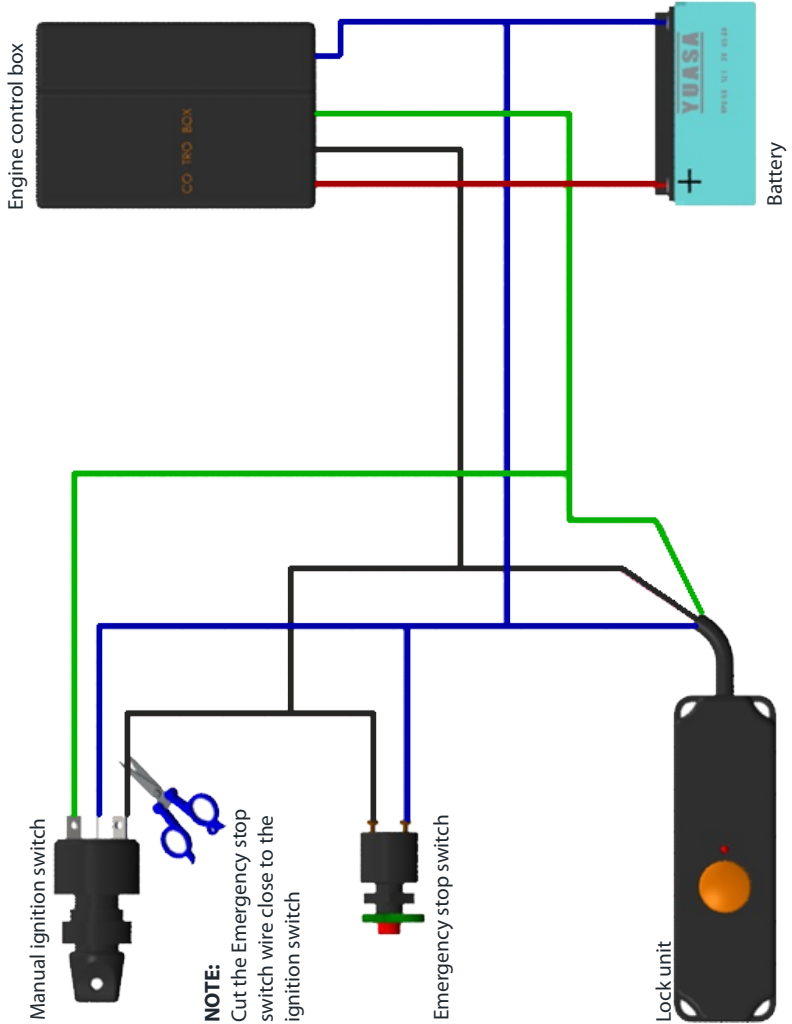 Engine control box
CO TRO BOX
YUASA
+
Battery
Manual ignition switch
NOTE:
Cut the Emergency stop
switch wire close to the
ignition switch
Emergency stop switch
Lock unit